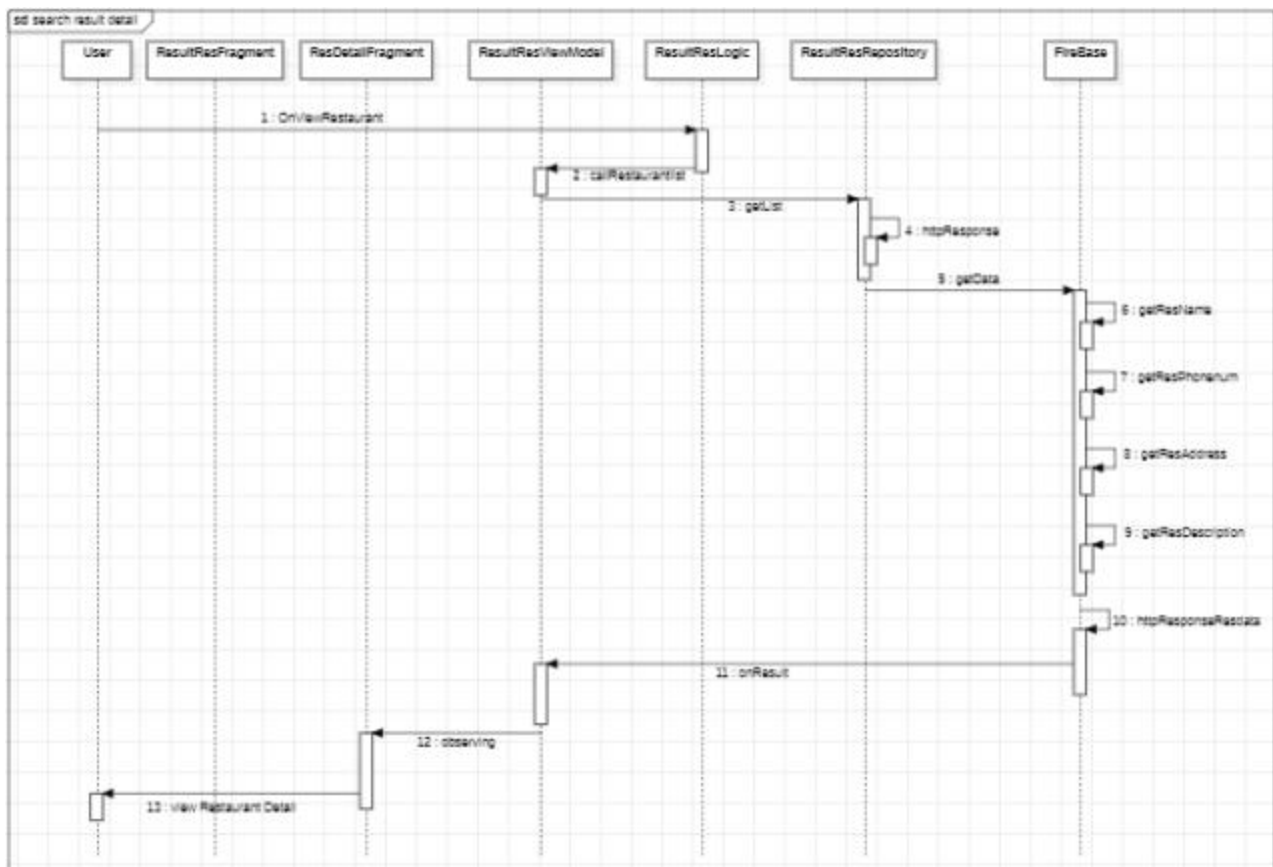 sd search result detail
User
ResultResFragment
ResDetailFragment
ResultResViewModel
ResultResLogic
ResultResRepository
FireBase
1 : OnViewRestaurant
2 : callRestaurantlist
3 : getList
4 : httpResponse
5 : getData
6 : getResName
7 : getResPhonenum
8 : getResAddress
9 : getResDescription
10 : httpResponseResdata
11 : onResult
12 : observing
13 : view Restaurant Detail